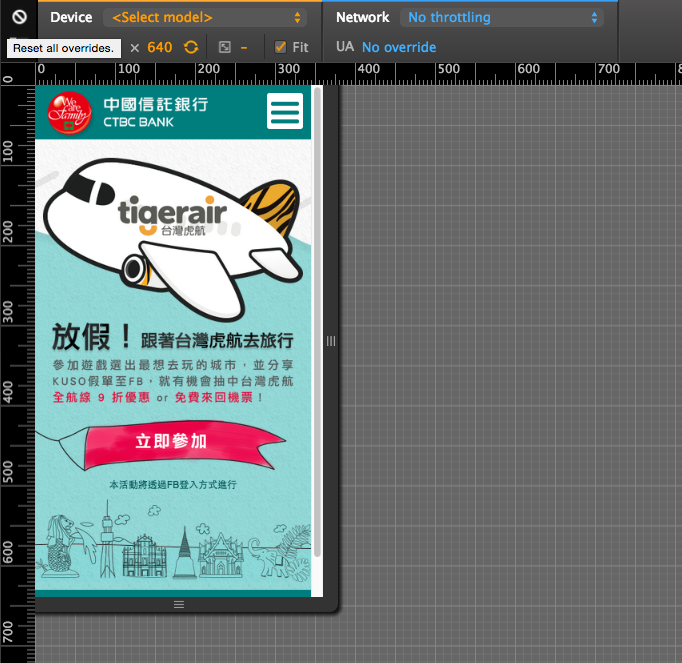 Device <Select model> Network No throttling
Reset all overrides. × 640 – Fit UA No override
0 100 200 300 400 500 600 700
0
100
200
300
400
500
600
700
We are Family
中國信託銀行
CTBC BANK
tigerair
台灣虎航
放假！跟著台灣虎航去旅行
參加遊戲選出最想去玩的城市，並分享
KUSO假單至FB，就有機會抽中台灣虎航
全航線 9 折優惠 or 免費來回機票！
立即參加
本活動將透過FB登入方式進行